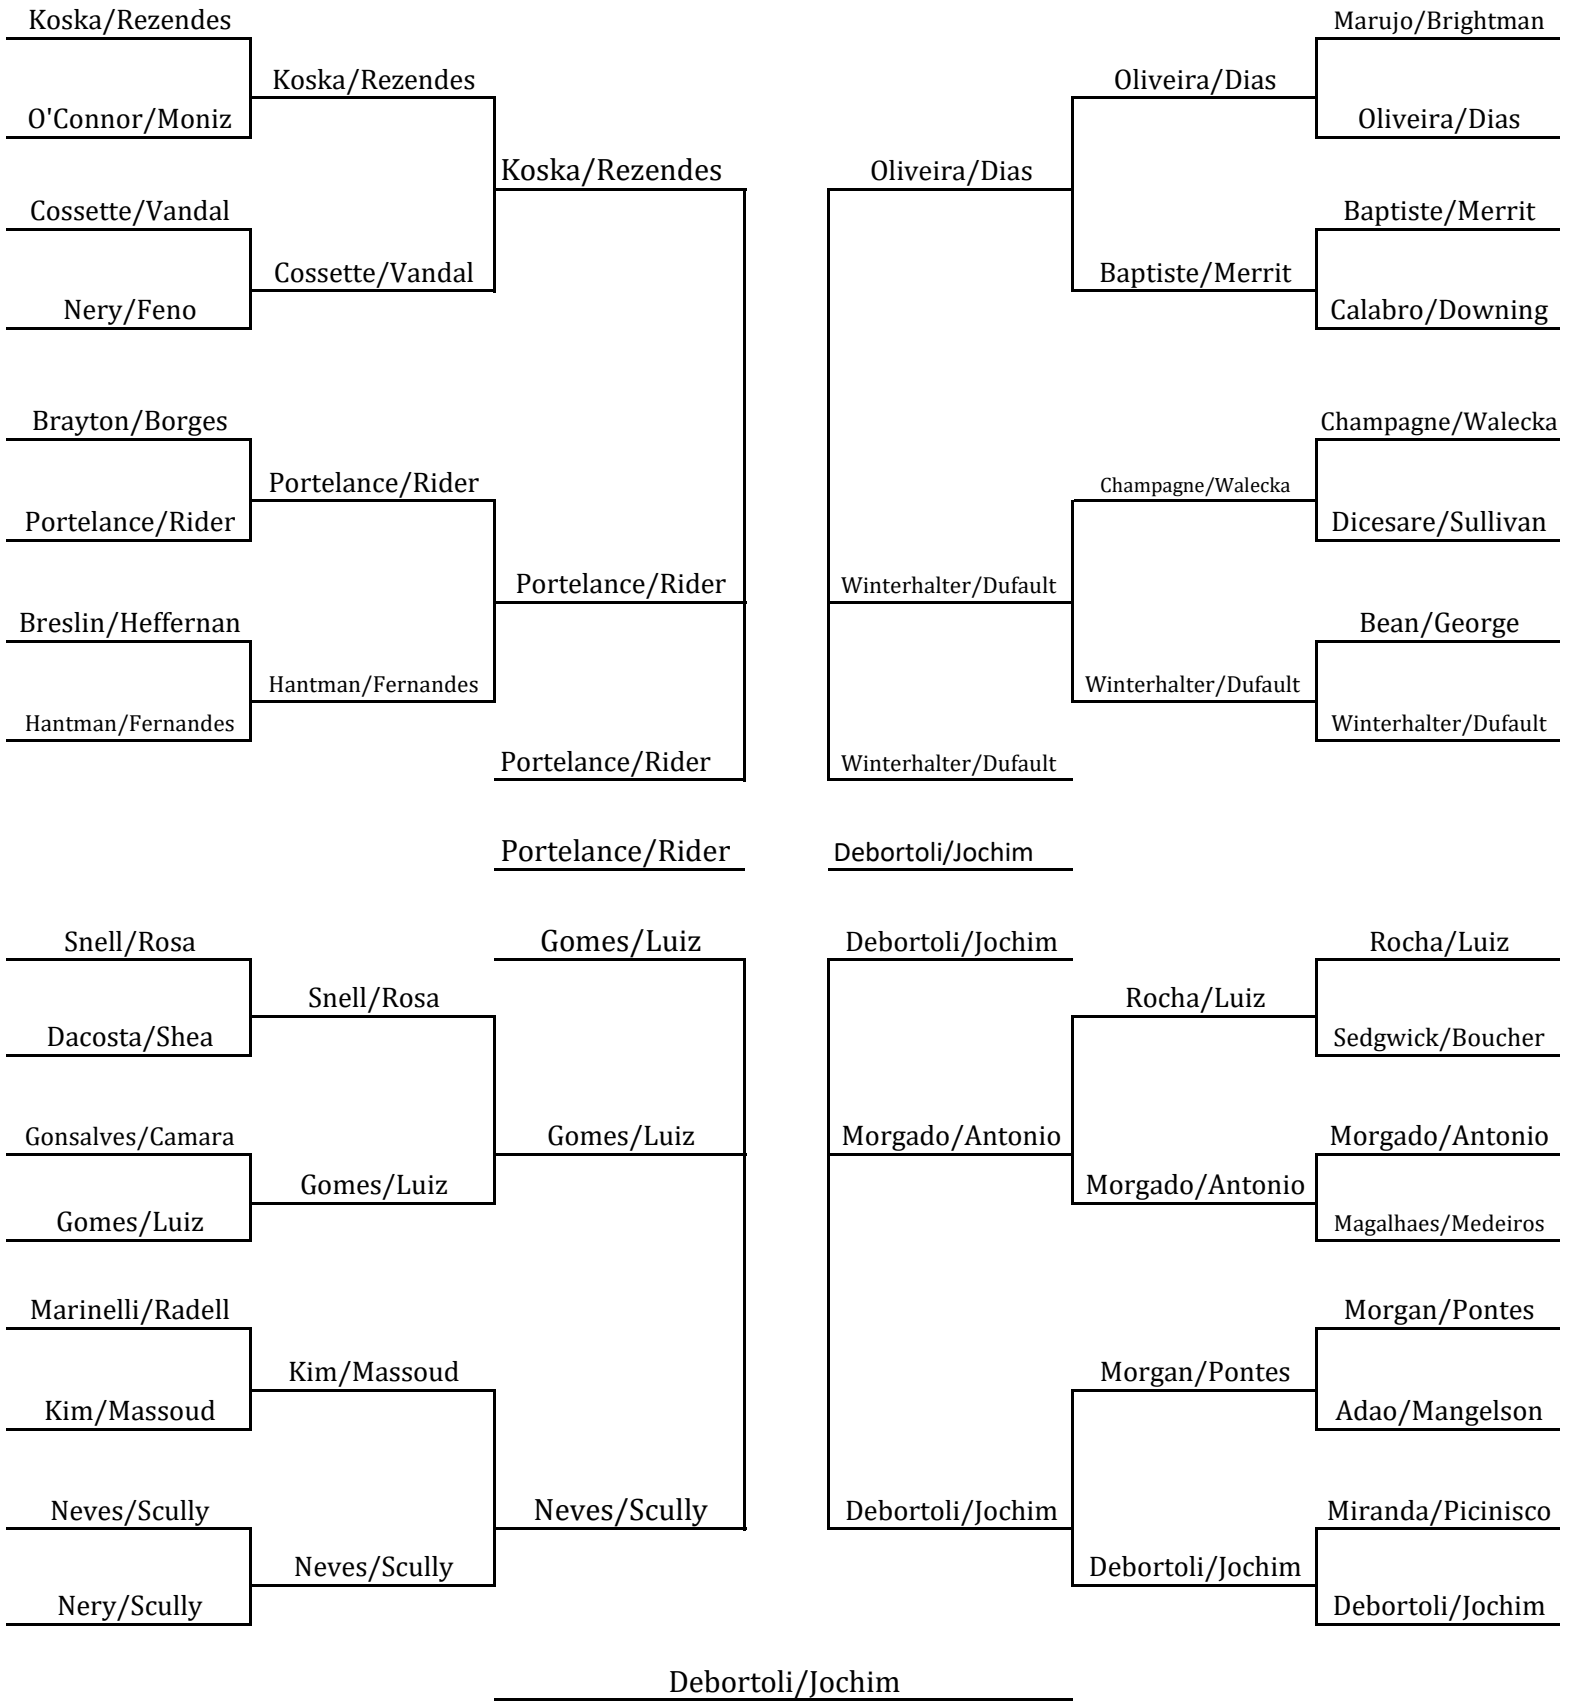 Koska/Rezendes
Marujo/Brightman
Koska/Rezendes
Oliveira/Dias
O'Connor/Moniz
Oliveira/Dias
Koska/Rezendes
Oliveira/Dias
Cossette/Vandal
Baptiste/Merrit
Cossette/Vandal
Baptiste/Merrit
Nery/Feno
Calabro/Downing
Brayton/Borges
Champagne/Walecka
Portelance/Rider
Champagne/Walecka
Portelance/Rider
Dicesare/Sullivan
Portelance/Rider
Winterhalter/Dufault
Breslin/Heffernan
Bean/George
Hantman/Fernandes
Winterhalter/Dufault
Hantman/Fernandes
Winterhalter/Dufault
Portelance/Rider
Winterhalter/Dufault
Portelance/Rider
Debortoli/Jochim
Snell/Rosa
Gomes/Luiz
Debortoli/Jochim
Rocha/Luiz
Snell/Rosa
Rocha/Luiz
Dacosta/Shea
Sedgwick/Boucher
Gonsalves/Camara
Gomes/Luiz
Morgado/Antonio
Morgado/Antonio
Gomes/Luiz
Morgado/Antonio
Gomes/Luiz
Magalhaes/Medeiros
Marinelli/Radell
Morgan/Pontes
Kim/Massoud
Morgan/Pontes
Kim/Massoud
Adao/Mangelson
Neves/Scully
Neves/Scully
Debortoli/Jochim
Miranda/Picinisco
Neves/Scully
Debortoli/Jochim
Nery/Scully
Debortoli/Jochim
Debortoli/Jochim